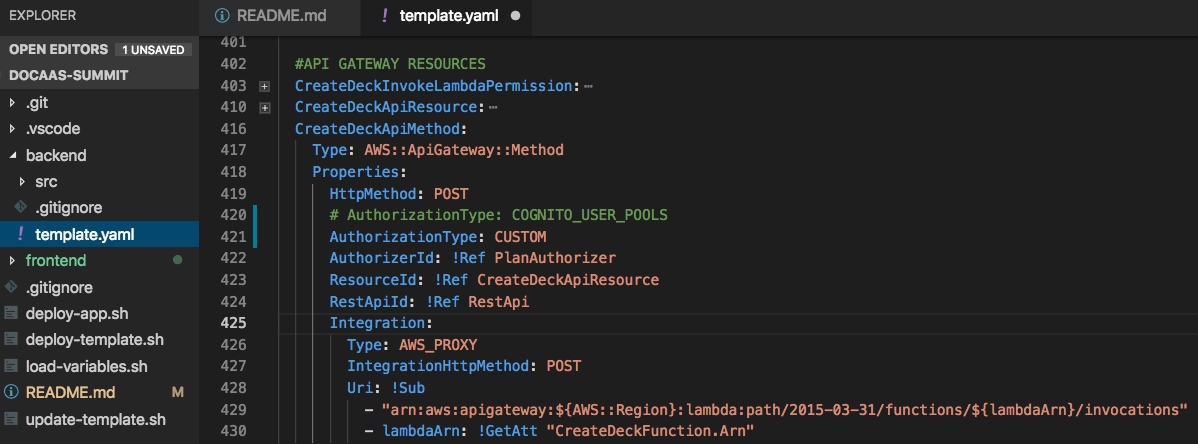 EXPLORER
OPEN EDITORS 1 UNSAVED
DOCAAS-SUMMIT
.git
.vscode
backend
src
.gitignore
template.yaml
frontend
.gitignore
deploy-app.sh
deploy-template.sh
load-variables.sh
README.md M
update-template.sh
README.md
! template.yaml
401
402 #API GATEWAY RESOURCES
403 CreateDeckInvokeLambdaPermission:⋯
410 CreateDeckApiResource:⋯
416 CreateDeckApiMethod:
417 Type: AWS::ApiGateway::Method
418 Properties:
419 HttpMethod: POST
420 # AuthorizationType: COGNITO_USER_POOLS
421 AuthorizationType: CUSTOM
422 AuthorizerId: !Ref PlanAuthorizer
423 ResourceId: !Ref CreateDeckApiResource
424 RestApiId: !Ref RestApi
425 Integration:
426 Type: AWS_PROXY
427 IntegrationHttpMethod: POST
428 Uri: !Sub
429 - "arn:aws:apigateway:${AWS::Region}:lambda:path/2015-03-31/functions/${lambdaArn}/invocations"
430 - lambdaArn: !GetAtt "CreateDeckFunction.Arn"